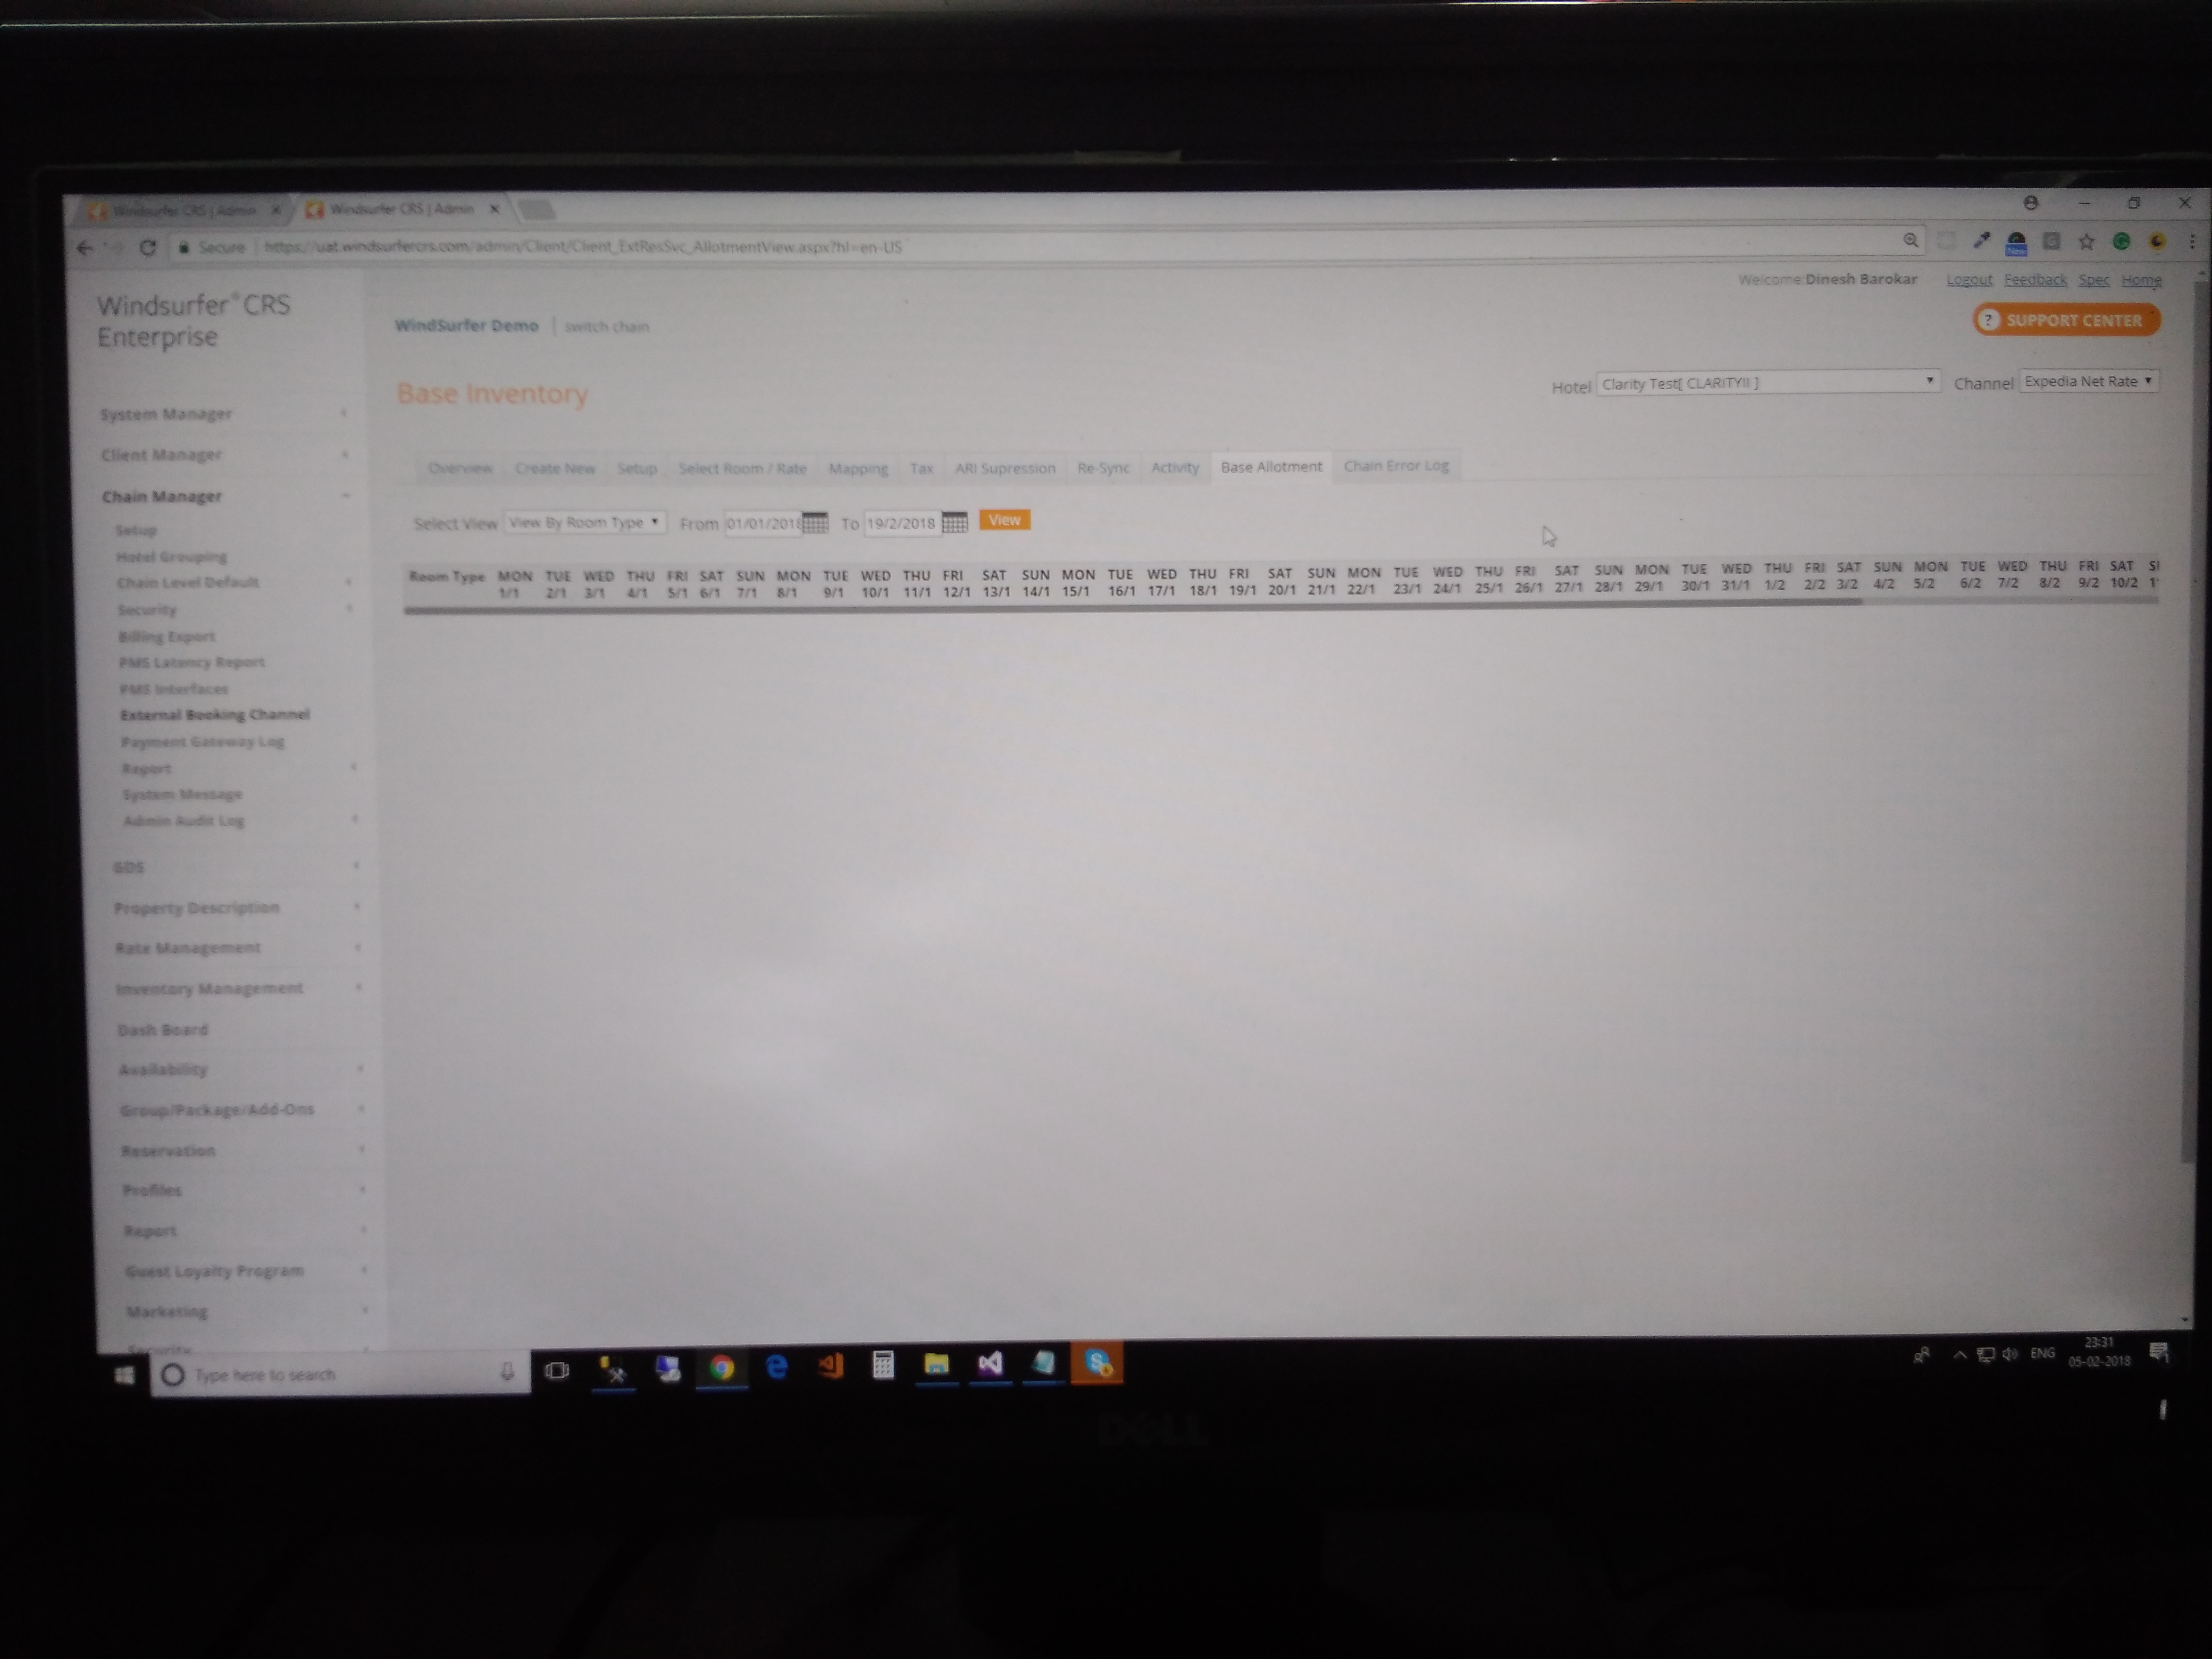 Windsurfer CRS | Admin
Windsurfer CRS | Admin
Secure https://uat.windsurfercrs.com/admin/Client/Client_ExtResSvc_AllotmentView.aspx?hl=en-US
New
Welcome:Dinesh Barokar Logout Feedback Spec Home
Windsurfer® CRS
Enterprise
WindSurfer Demo switch chain
? SUPPORT CENTER
Base Inventory
Hotel Clarity Test[ CLARITYII ] Channel Expedia Net Rate
Overview Create New Setup Select Room / Rate Mapping Tax ARI Supression Re-Sync Activity Base Allotment Chain Error Log
Select View View By Room Type From 01/01/2018 To 19/2/2018 View
Room Type MON TUE WED THU FRI SAT SUN MON TUE WED THU FRI SAT SUN MON TUE WED THU FRI SAT SUN MON TUE WED THU FRI SAT SUN MON TUE WED THU FRI SAT SUN MON TUE WED THU FRI SAT
1/1 2/1 3/1 4/1 5/1 6/1 7/1 8/1 9/1 10/1 11/1 12/1 13/1 14/1 15/1 16/1 17/1 18/1 19/1 20/1 21/1 22/1 23/1 24/1 25/1 26/1 27/1 28/1 29/1 30/1 31/1 1/2 2/2 3/2 4/2 5/2 6/2 7/2 8/2 9/2 10/2
System Manager
Client Manager
Chain Manager
Setup
Hotel Grouping
Chain Level Default
Security
Billing Export
PMS Latency Report
PMS Interfaces
External Booking Channel
Payment Gateway Log
Report
System Message
Admin Audit Log
GDS
Property Description
Rate Management
Inventory Management
Dash Board
Availability
Group/Package/Add-Ons
Reservation
Profiles
Report
Guest Loyalty Program
Marketing
Security
Type here to search
ENG
23:31
05-02-2018
DELL